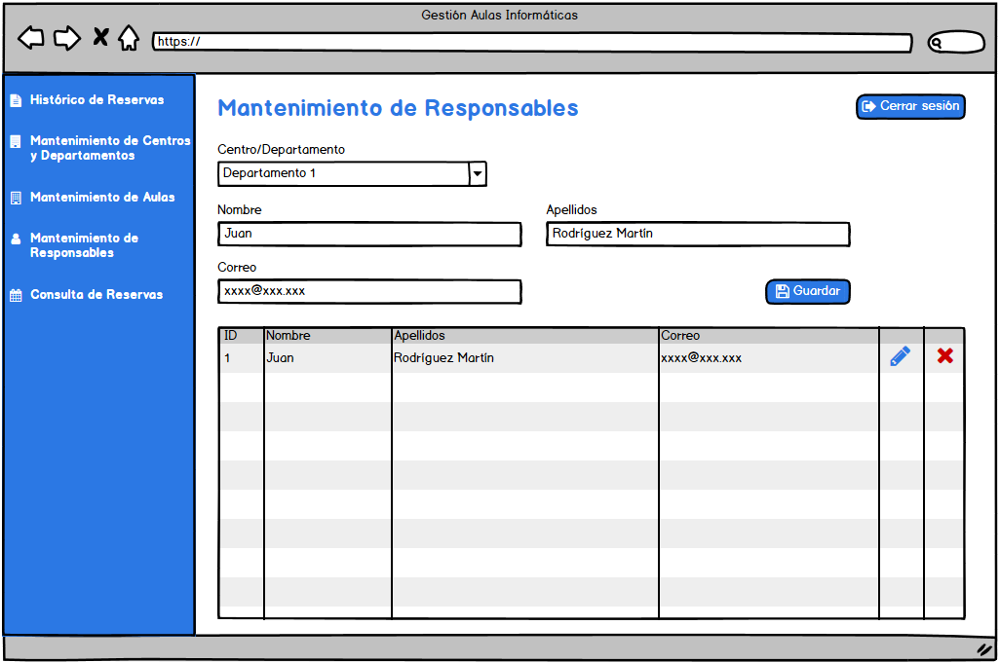 Gestión Aulas Informáticas
https://
Histórico de Reservas
Mantenimiento de Centros
y Departamentos
Mantenimiento de Aulas
Mantenimiento de
Responsables
Consulta de Reservas
Mantenimiento de Responsables
Cerrar sesión
Centro/Departamento
Departamento 1
Nombre Apellidos
Juan Rodríguez Martín
Correo
xxxx@xxx.xxx
Guardar
ID Nombre Apellidos Correo
1 Juan Rodríguez Martín xxxx@xxx.xxx